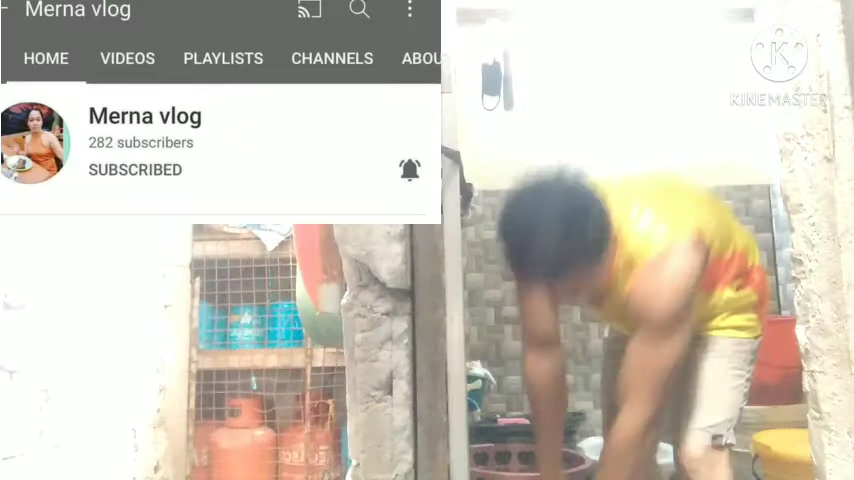 Merna vlog
HOME VIDEOS PLAYLISTS CHANNELS ABOU
Merna vlog
282 subscribers
SUBSCRIBED
K
KINEMASTER